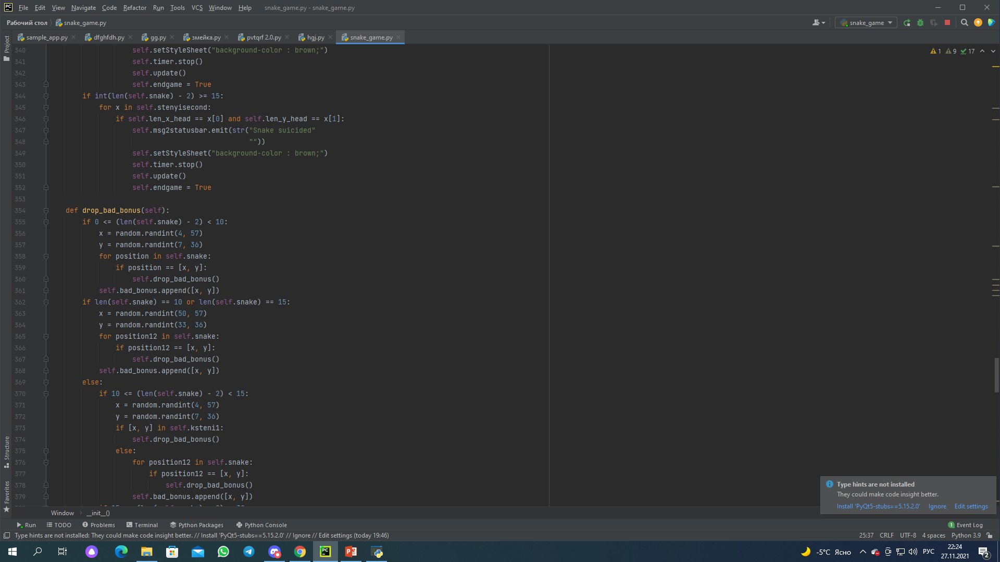 PC File Edit View Navigate Code Refactor Run Tools VCS Window Help snake_game.py - snake_game.py
Рабочий стол snake_game.py snake_game
sample_app.py dfghfdh.py gg.py змейка.py pvtqrf 2.0.py hgj.py snake_game.py
Project
1 9 17
340 self.setStyleSheet("background-color : brown;")
341 self.timer.stop()
342 self.update()
343 self.endgame = True
344 if int(len(self.snake) - 2) >= 15:
345 for x in self.stenyisecond:
346 if self.len_x_head == x[0] and self.len_y_head == x[1]:
347 self.msg2statusbar.emit(str("Snake suicided"
348 ""))
349 self.setStyleSheet("background-color : brown;")
350 self.timer.stop()
351 self.update()
352 self.endgame = True
353
354 def drop_bad_bonus(self):
355 if 0 <= (len(self.snake) - 2) < 10:
356 x = random.randint(4, 57)
357 y = random.randint(7, 36)
358 for position in self.snake:
359 if position == [x, y]:
360 self.drop_bad_bonus()
361 self.bad_bonus.append([x, y])
362 if len(self.snake) == 10 or len(self.snake) == 15:
363 x = random.randint(50, 57)
364 y = random.randint(33, 36)
365 for position12 in self.snake:
366 if position12 == [x, y]:
367 self.drop_bad_bonus()
368 self.bad_bonus.append([x, y])
369 else:
370 if 10 <= (len(self.snake) - 2) < 15:
371 x = random.randint(4, 57)
372 y = random.randint(7, 36)
373 if [x, y] in self.ksteni1:
374 self.drop_bad_bonus()
375 else:
376 for position12 in self.snake:
377 if position12 == [x, y]:
378 self.drop_bad_bonus()
379 self.bad_bonus.append([x, y])
Structure
Favorites
Type hints are not installed
They could make code insight better.
Install 'PyQt5-stubs==5.15.2.0' Ignore Edit settings
Window __init__()
Run TODO Problems Terminal Python Packages Python Console 1 Event Log
Type hints are not installed: They could make code insight better. // Install 'PyQt5-stubs==5.15.2.0' // Ignore // Edit settings (today 19:46) 25:37 CRLF UTF-8 4 spaces Python 3.9
PC -5°C Ясно РУС 22:24
27.11.2021 2